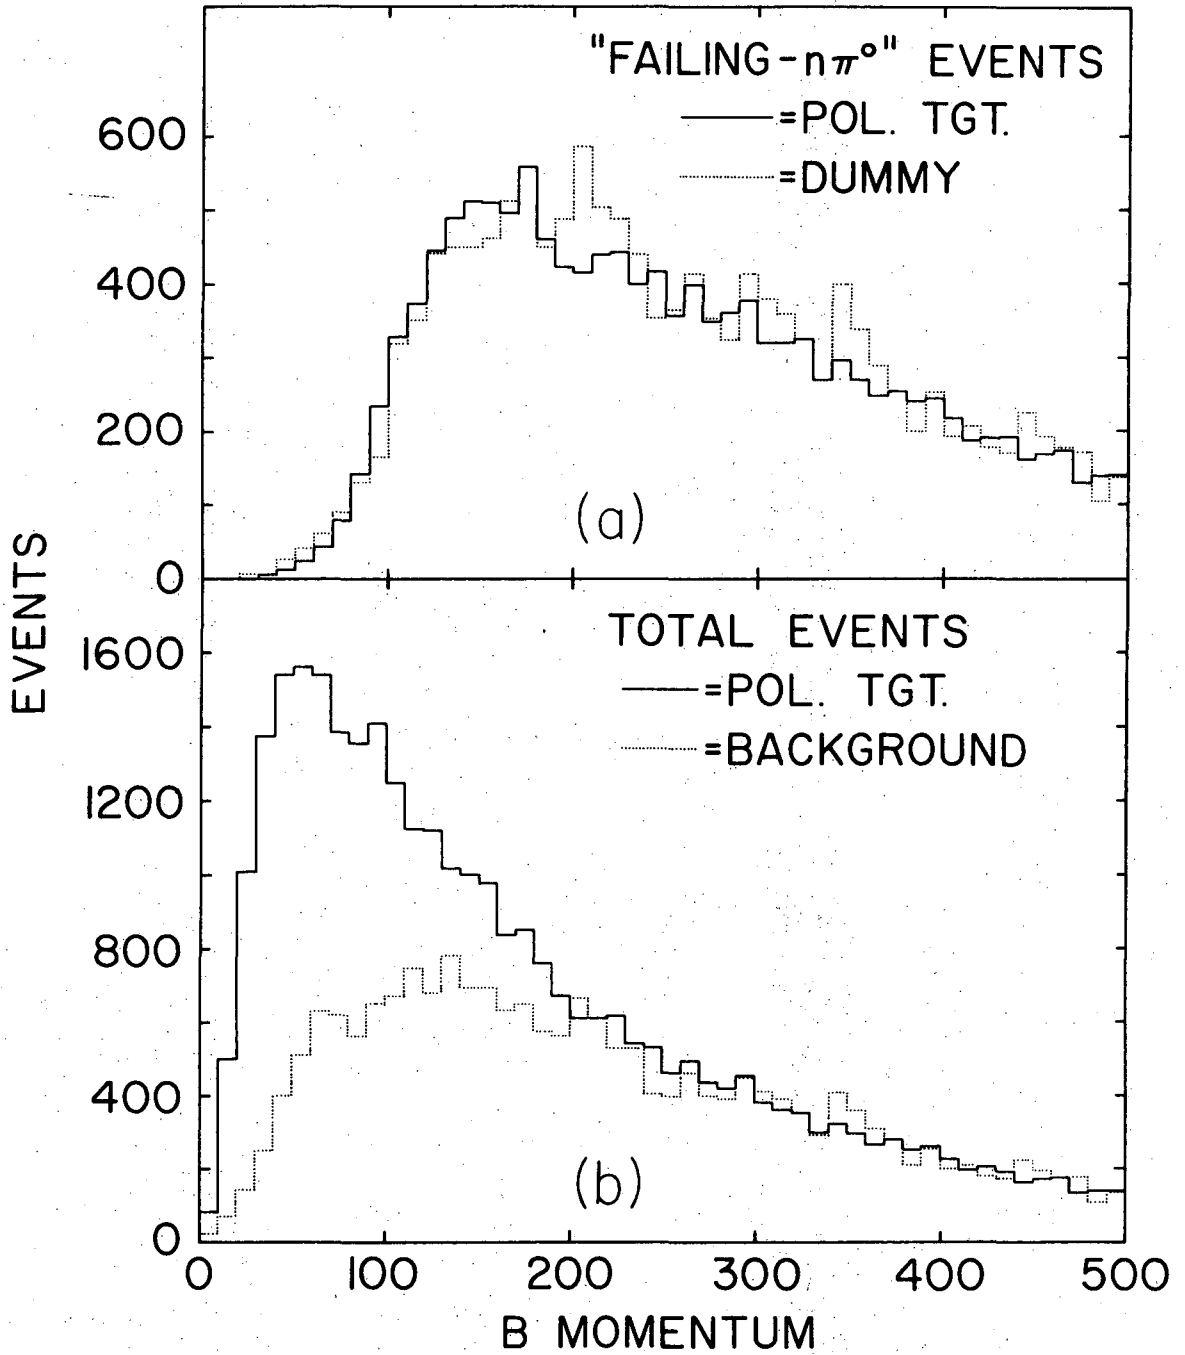 "FAILING-nπ°" EVENTS
=POL. TGT.
=DUMMY
600
400
200
0
(a)
EVENTS
TOTAL EVENTS
=POL. TGT.
=BACKGROUND
1600
1200
800
400
0
(b)
0 100 200 300 400 500
B MOMENTUM